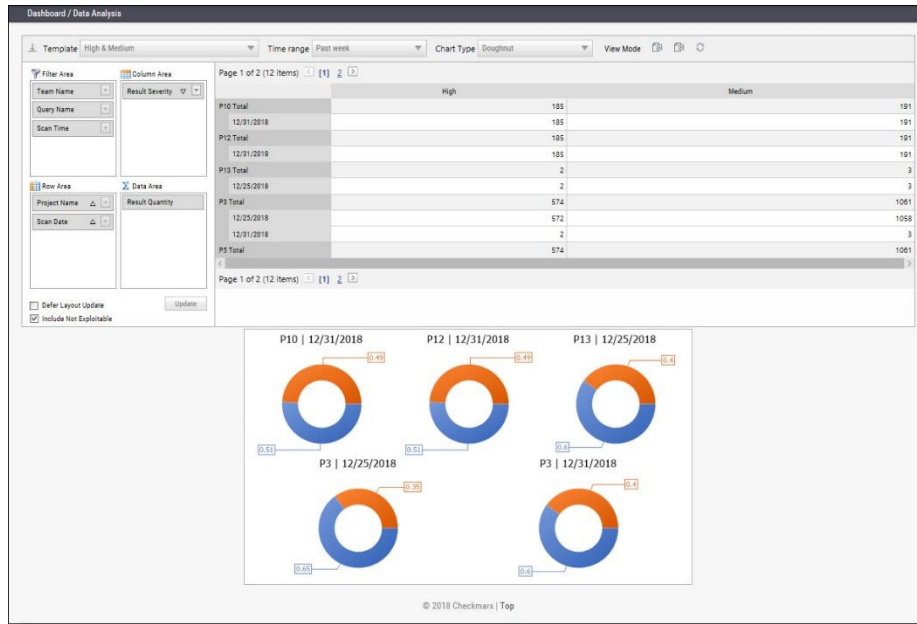 Dashboard / Data Analysis
Template High & Medium Time range Past week Chart Type Doughnut View Mode
Filter Area Column Area
Team Name Result Severity
Query Name
Scan Time
Row Area Data Area
Project Name Result Quantity
Scan Date
Defer Layout Update Update
Include Not Exploitable
Page 1 of 2 (12 items) [1] 2
High Medium
P10 Total 185 191
12/31/2018 185 191
P12 Total 185 191
12/31/2018 185 191
P13 Total 2 3
12/25/2018 2 3
P3 Total 574 1061
12/25/2018 572 1058
12/31/2018 2 3
P5 Total 574 1061
Page 1 of 2 (12 items) [1] 2
P10 | 12/31/2018 P12 | 12/31/2018 P13 | 12/25/2018
0.49 0.49 0.4
0.51 0.51 0.6
P3 | 12/25/2018 P3 | 12/31/2018
0.35 0.4
0.65 0.6
© 2018 Checkmarx | Top